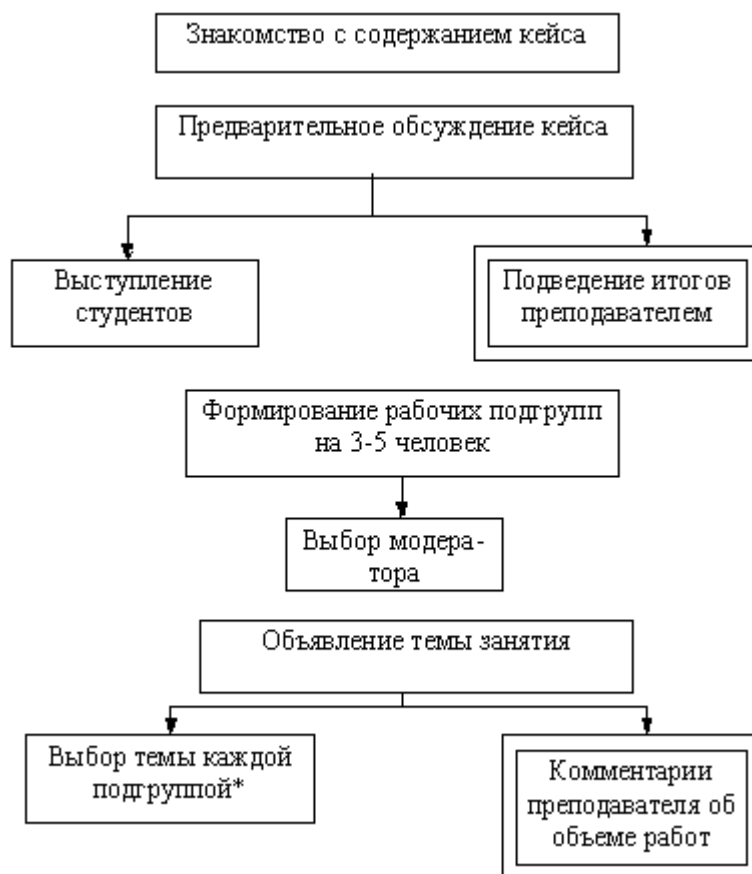 Знакомство с содержанием кейса
Предварительное обсуждение кейса
Выступление
студентов
Подведение итогов
преподавателем
Формирование рабочих подгрупп
на 3-5 человек
Выбор модера-
тора
Объявление темы занятия
Выбор темы каждой
подгруппой*
Комментарии
преподавателя об
объеме работ